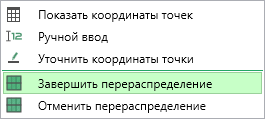 Показать координаты точек
Ручной ввод
Уточнить координаты точки
Завершить перераспределение
Отменить перераспределение